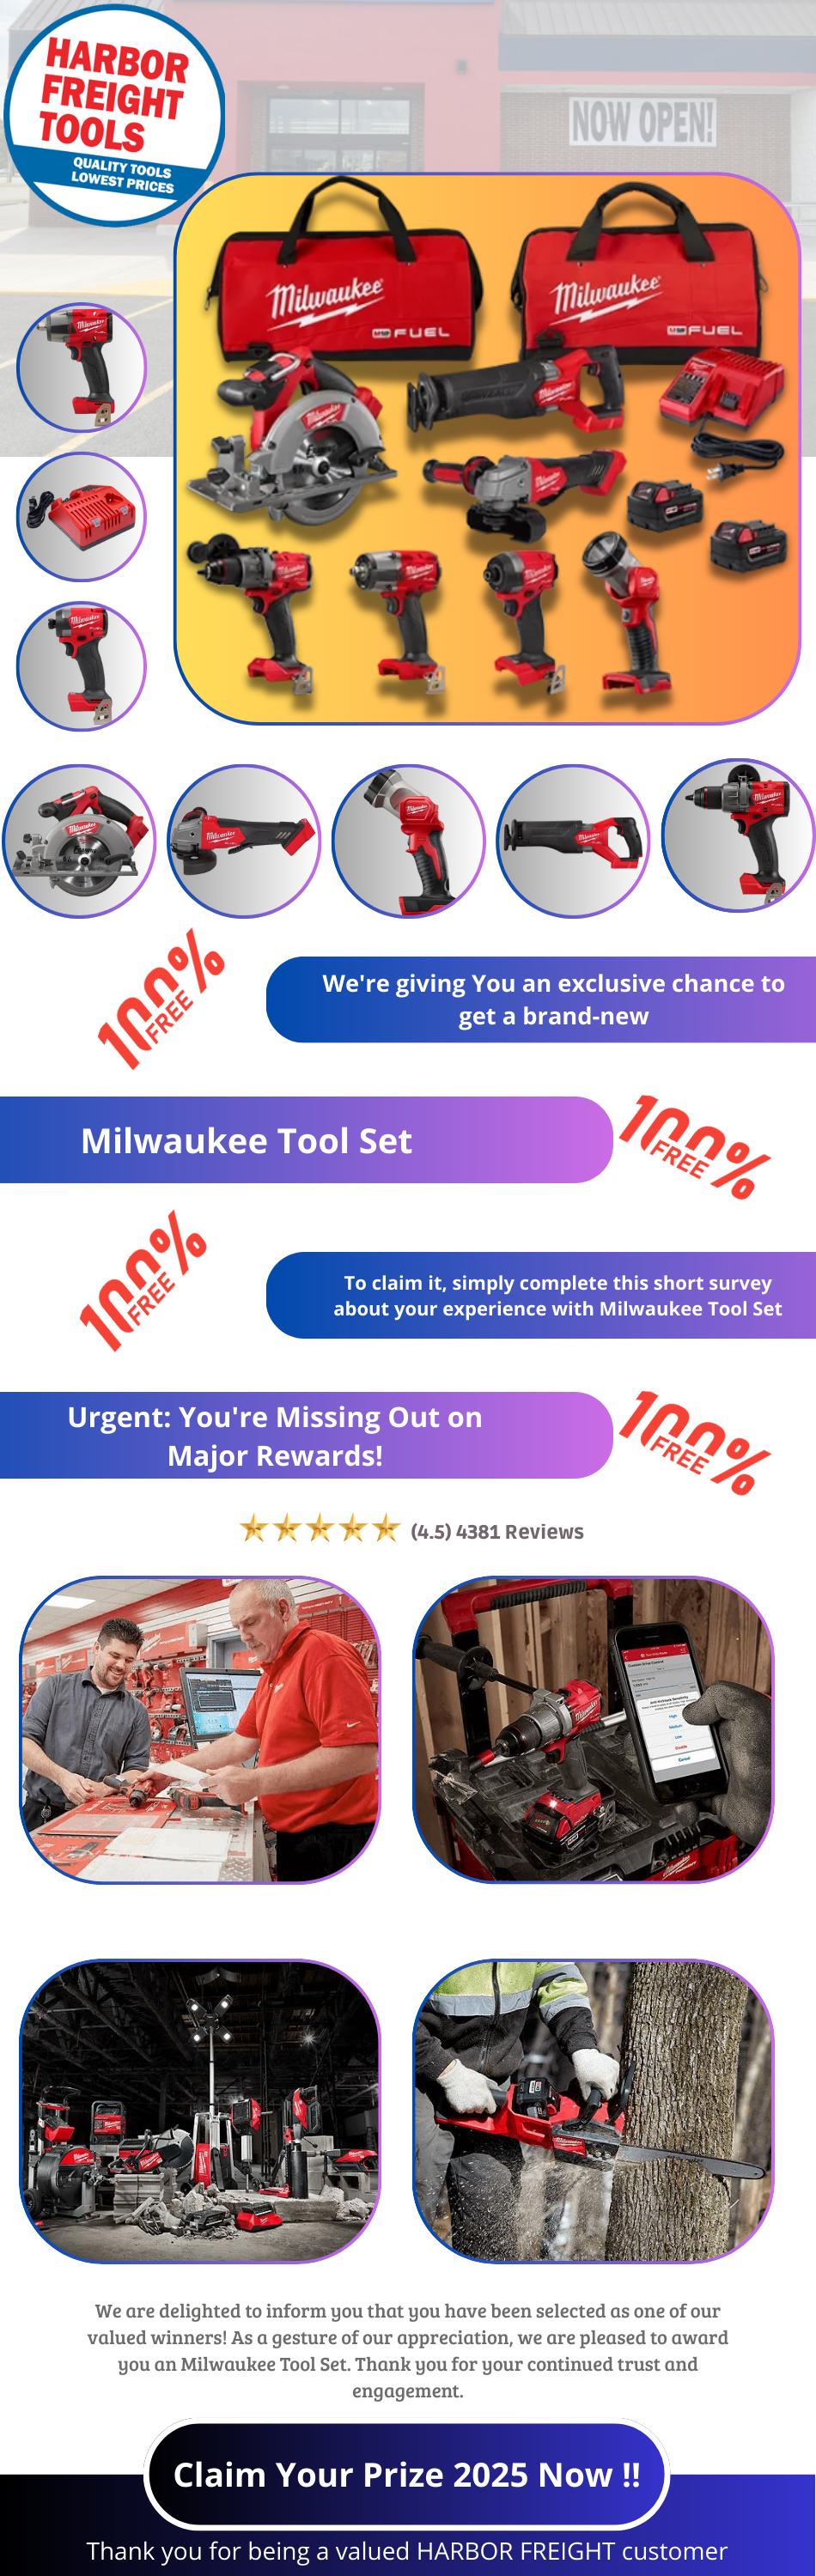 HARBOR
FREIGHT
TOOLS
QUALITY TOOLS
LOWEST PRICES
NOW OPEN!
Milwaukee
FUEL
Milwaukee
FUEL
100%
FREE
We're giving You an exclusive chance to
get a brand-new
Milwaukee Tool Set
100%
FREE
100%
FREE
To claim it, simply complete this short survey
about your experience with Milwaukee Tool Set
Urgent: You're Missing Out on
Major Rewards!
100%
FREE
(4.5) 4381 Reviews
We are delighted to inform you that you have been selected as one of our
valued winners! As a gesture of our appreciation, we are pleased to award
you an Milwaukee Tool Set. Thank you for your continued trust and
engagement.
Claim Your Prize 2025 Now !!
Thank you for being a valued HARBOR FREIGHT customer